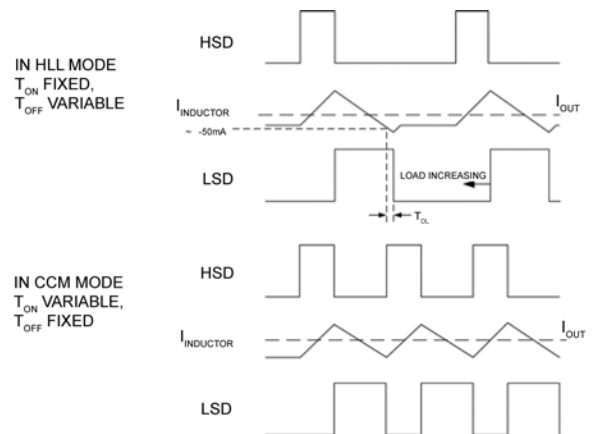 HSD
IN HLL MODE
T_ON FIXED,
T_OFF VARIABLE
I_INDUCTOR
I_OUT
~ -50mA
LSD
LOAD INCREASING
T_DL
HSD
IN CCM MODE
T_ON VARIABLE,
T_OFF FIXED
I_INDUCTOR
I_OUT
LSD